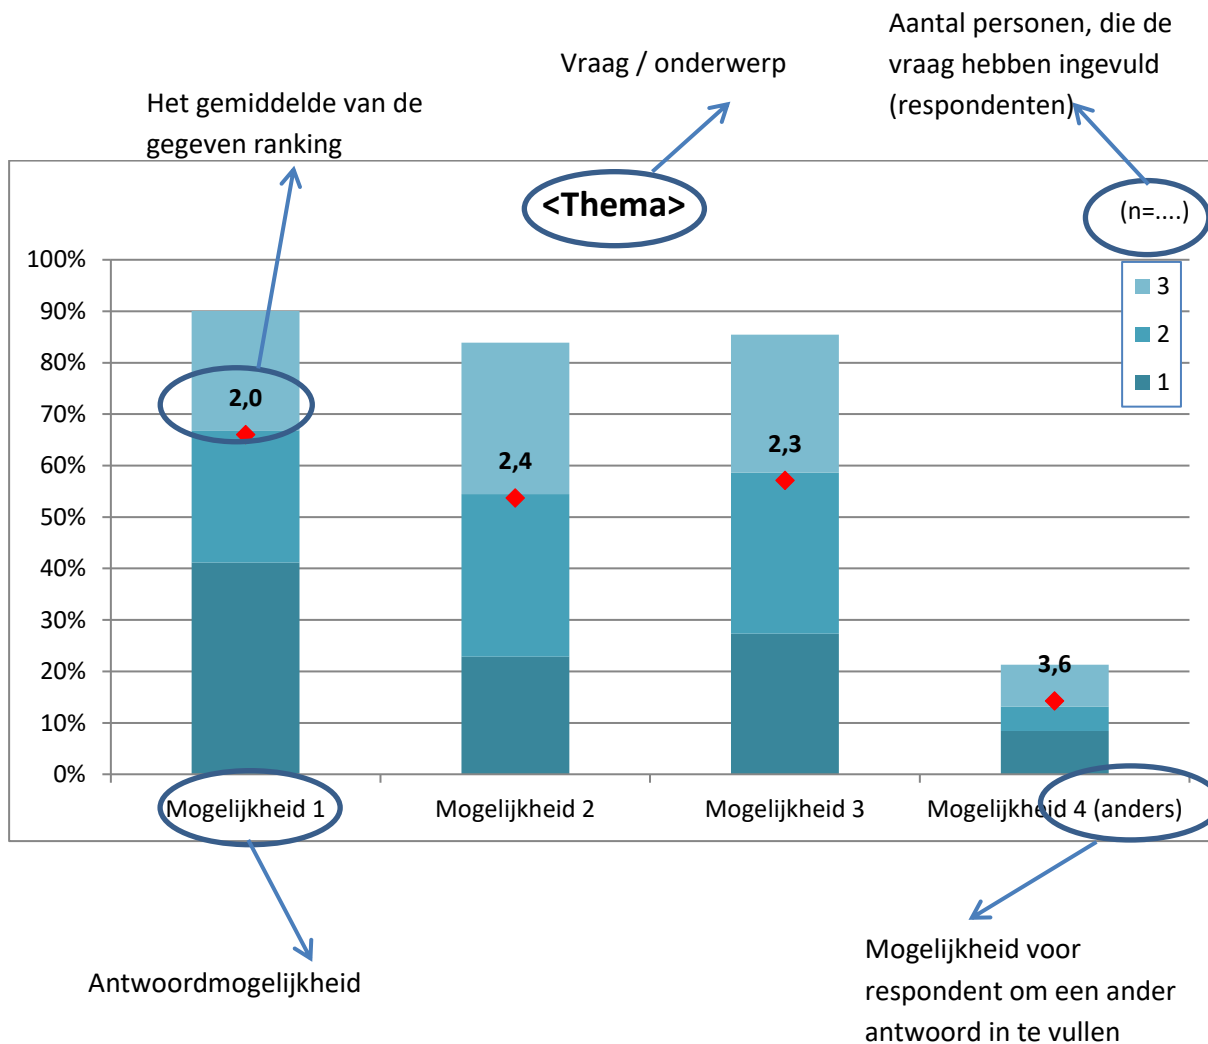 Aantal personen, die de
vraag hebben ingevuld
(respondenten)
Vraag / onderwerp
Het gemiddelde van de
gegeven ranking
<Thema>
(n=....)
100%
90%
80%
70%
60%
50%
40%
30%
20%
10%
0%
3
2
1
2,0
2,4
2,3
3,6
Mogelijkheid 1
Mogelijkheid 2
Mogelijkheid 3
Mogelijkheid 4 (anders)
Antwoordmogelijkheid
Mogelijkheid voor
respondent om een ander
antwoord in te vullen